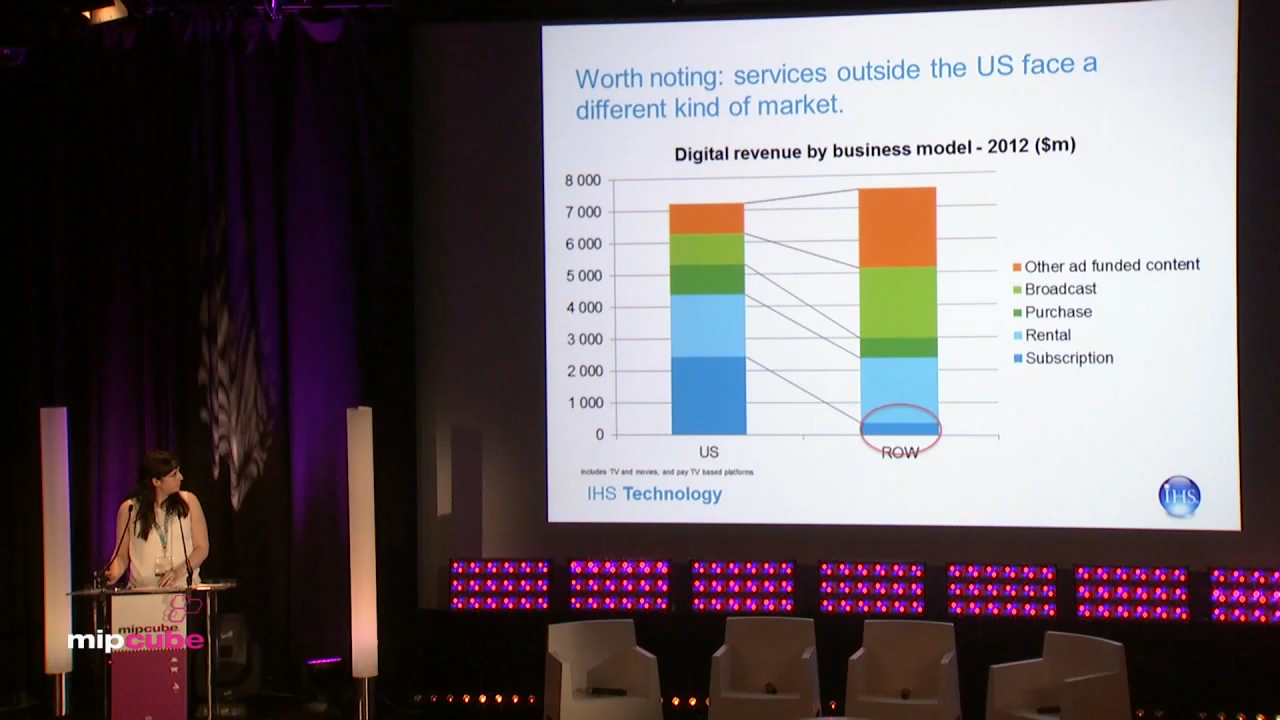 Worth noting: services outside the US face a
different kind of market.
Digital revenue by business model - 2012 ($m)
8 000
7 000
6 000
5 000
4 000
3 000
2 000
1 000
0
US
ROW
Other ad funded content
Broadcast
Purchase
Rental
Subscription
Includes TV and movies, and pay TV based platforms
IHS Technology
IHS
mipcube
mipcube